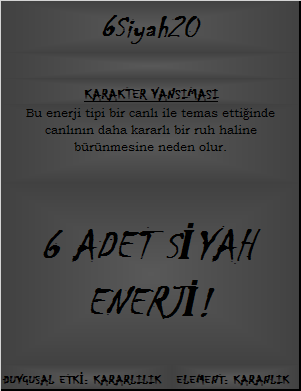 6Siyah20
KARAKTER YANSIMASI
Bu enerji tipi bir canlı ile temas ettiğinde
canlının daha kararlı bir ruh haline
bürünmesine neden olur.
6 ADET SİYAH
ENERJİ!
DUYGUSAL ETKİ: KARARLILIK ELEMENT: KARANLIK